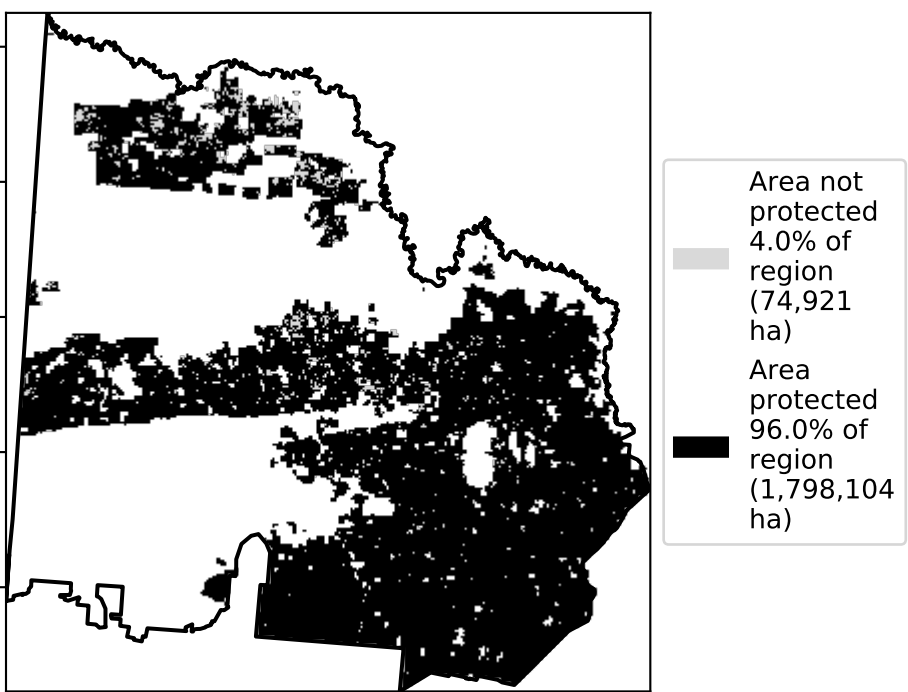 Area not
protected
4.0% of
region
(74,921
ha)
Area
protected
96.0% of
region
(1,798,104
ha)